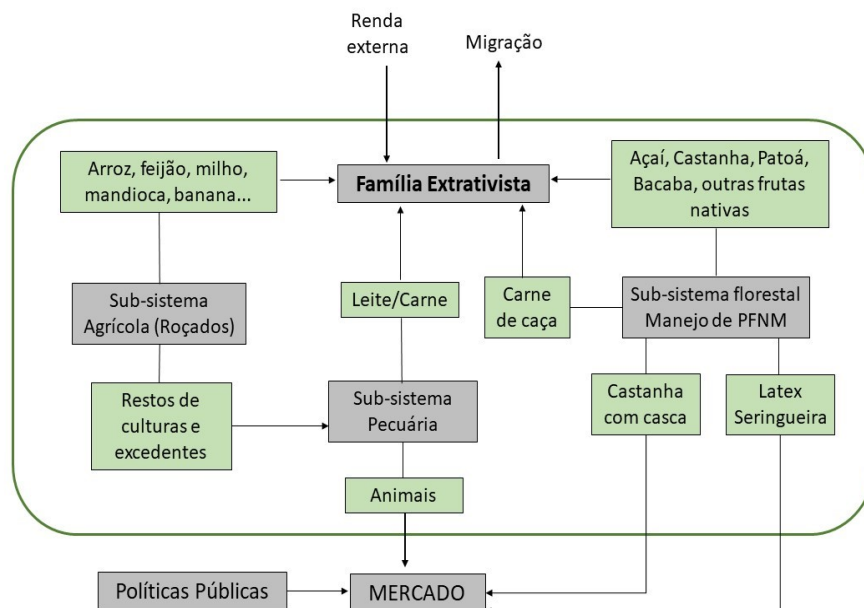 Renda
externa
Migração
Arroz, feijão, milho,
mandioca, banana...
Família Extrativista
Açaí, Castanha, Patoá,
Bacaba, outras frutas
nativas
Sub-sistema
Agrícola (Roçados)
Leite/Carne
Carne
de caça
Sub-sistema florestal
Manejo de PFNM
Restos de
culturas e
excedentes
Sub-sistema
Pecuária
Castanha
com casca
Latex
Seringueira
Animais
Políticas Públicas
MERCADO